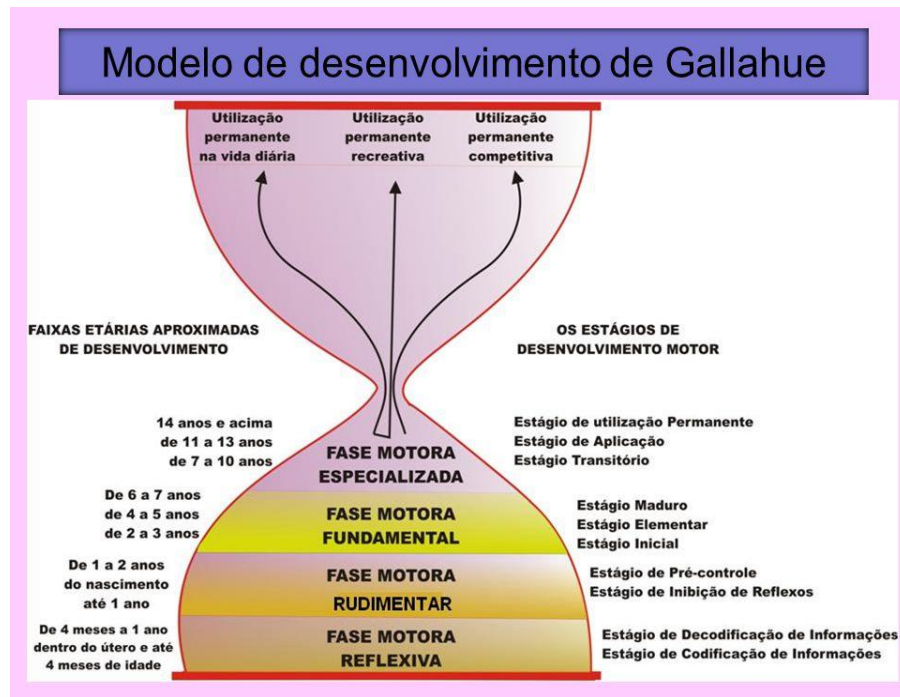 Modelo de desenvolvimento de Gallahue
Utilização
permanente
na vida diária
Utilização
permanente
recreativa
Utilização
permanente
competitiva
FAIXAS ETÁRIAS APROXIMADAS
DE DESENVOLVIMENTO
OS ESTÁGIOS DE
DESENVOLVIMENTO MOTOR
14 anos e acima
de 11 a 13 anos
de 7 a 10 anos
FASE MOTORA
ESPECIALIZADA
Estágio de utilização Permanente
Estágio de Aplicação
Estágio Transitório
De 6 a 7 anos
de 4 a 5 anos
de 2 a 3 anos
FASE MOTORA
FUNDAMENTAL
Estágio Maduro
Estágio Elementar
Estágio Inicial
De 1 a 2 anos
do nascimento
até 1 ano
FASE MOTORA
RUDIMENTAR
Estágio de Pré-controle
Estágio de Inibição de Reflexos
De 4 meses a 1 ano
dentro do útero e até
4 meses de idade
FASE MOTORA
REFLEXIVA
Estágio de Decodificação de Informações
Estágio de Codificação de Informações